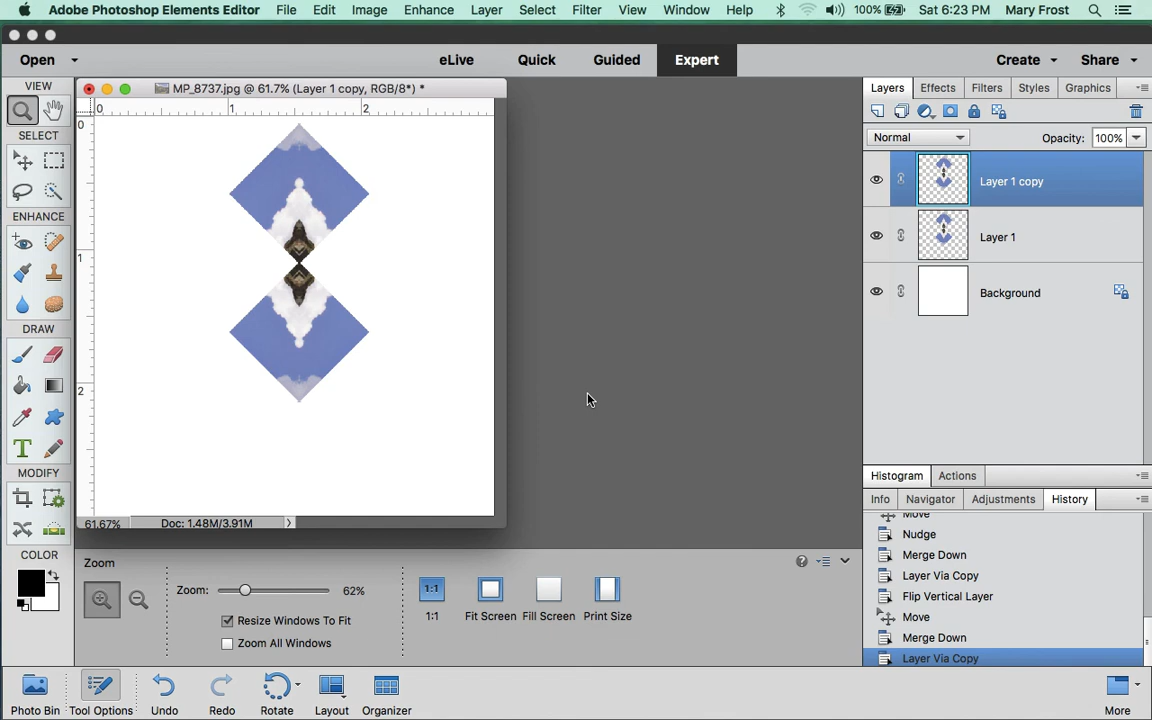 Adobe Photoshop Elements Editor File Edit Image Enhance Layer Select Filter View Window Help 100% Sat 6:23 PM Mary Frost
Open eLive Quick Guided Expert Create Share
VIEW
MP_8737.jpg @ 61.7% (Layer 1 copy, RGB/8*) *
Layers Effects Filters Styles Graphics
0 1 2
SELECT
Normal Opacity: 100%
0
Layer 1 copy
ENHANCE
Layer 1
1
Background
DRAW
2
T
MODIFY
Histogram Actions
Info Navigator Adjustments History
Move
61.67% Doc: 1.48M/3.91M
Nudge
COLOR
Merge Down
Zoom
Layer Via Copy
Zoom: 62% 1:1
Flip Vertical Layer
1:1 Fit Screen Fill Screen Print Size
Resize Windows To Fit
Move
Zoom All Windows
Merge Down
Layer Via Copy
Photo Bin Tool Options Undo Redo Rotate Layout Organizer More